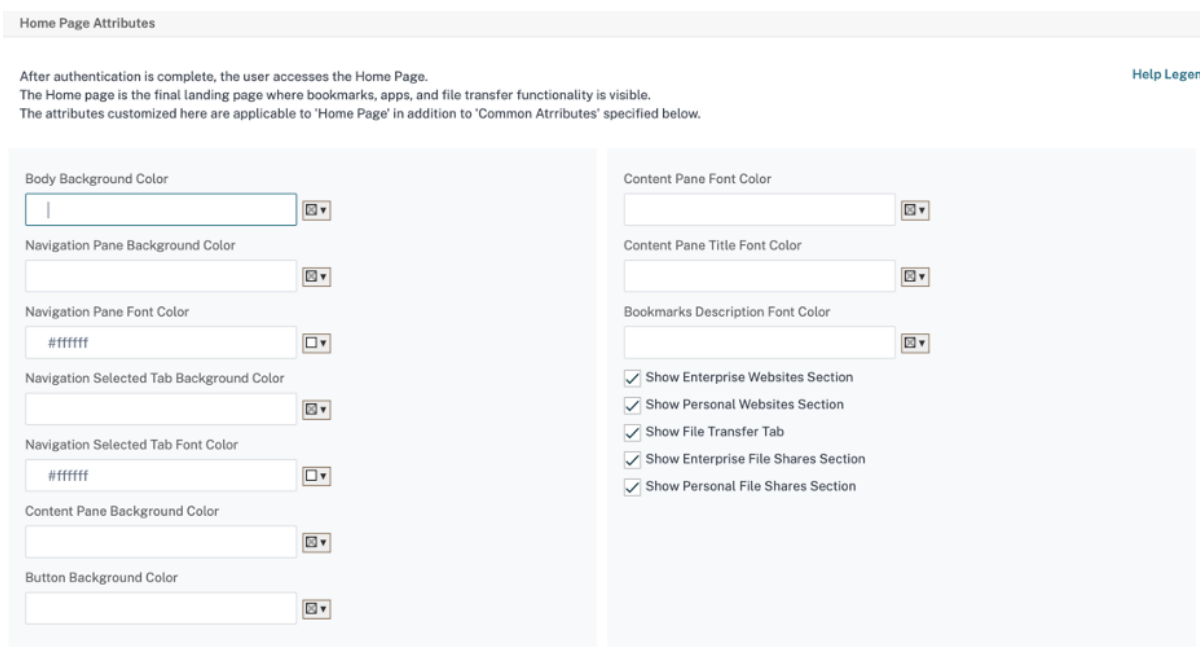 Home Page Attributes
After authentication is complete, the user accesses the Home Page.
Help Legen
The Home page is the final landing page where bookmarks, apps, and file transfer functionality is visible.
The attributes customized here are applicable to 'Home Page' in addition to 'Common Atrributes' specified below.
Body Background Color
Navigation Pane Background Color
Navigation Pane Font Color
#ffffff
Navigation Selected Tab Background Color
Navigation Selected Tab Font Color
#ffffff
Content Pane Background Color
Button Background Color
Content Pane Font Color
Content Pane Title Font Color
Bookmarks Description Font Color
Show Enterprise Websites Section
Show Personal Websites Section
Show File Transfer Tab
Show Enterprise File Shares Section
Show Personal File Shares Section